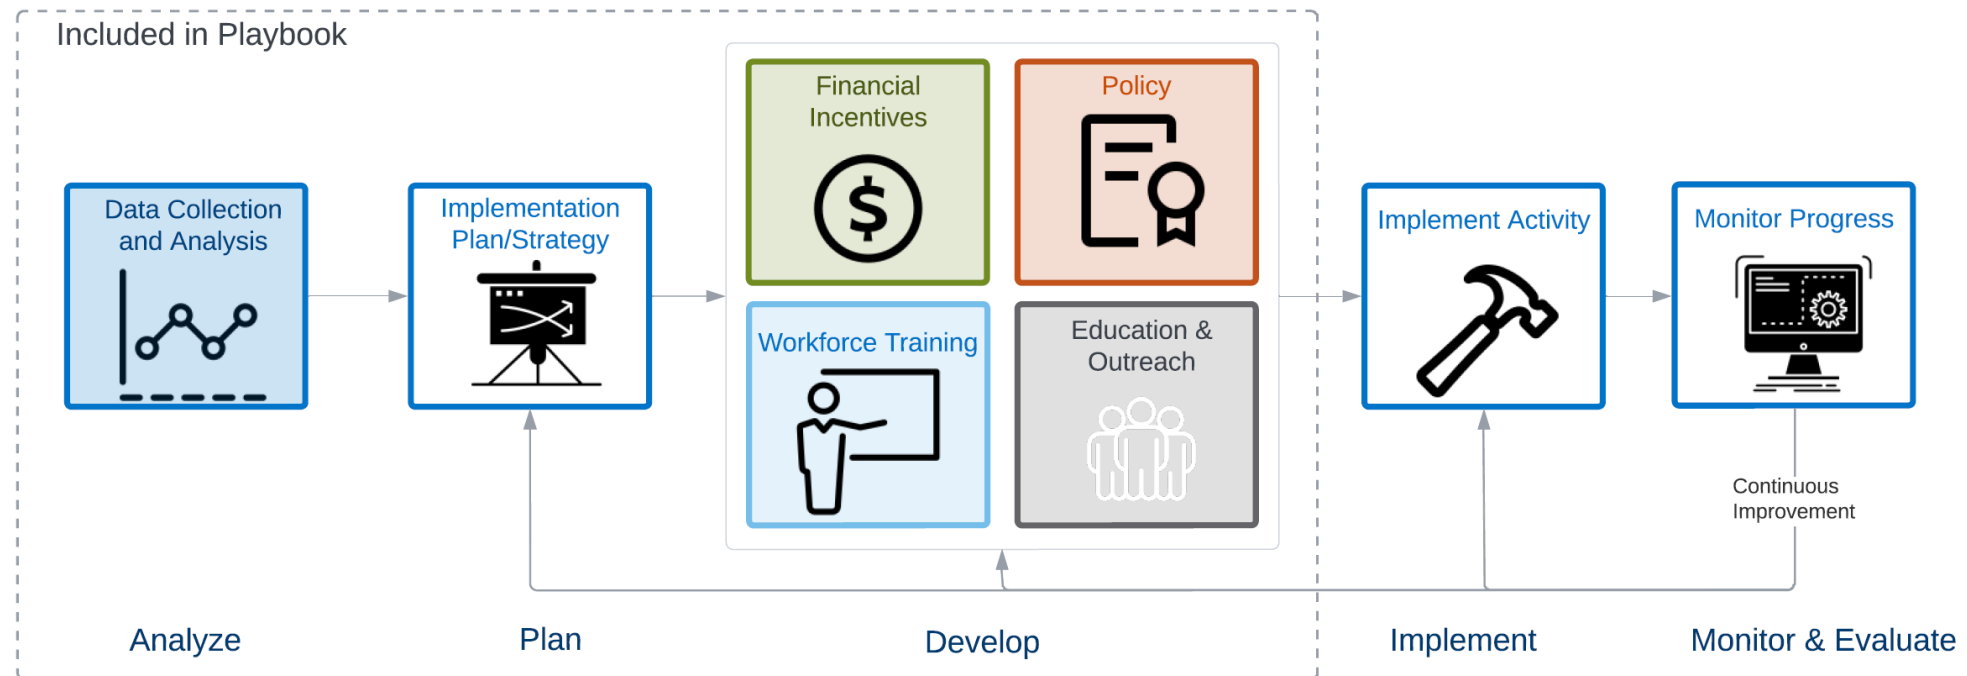 Included in Playbook
Data Collection
and Analysis
Implementation
Plan/Strategy
Financial
Incentives
$
Policy
Workforce Training
Education &
Outreach
Implement Activity
Monitor Progress
Continuous
Improvement
Analyze
Plan
Develop
Implement
Monitor & Evaluate